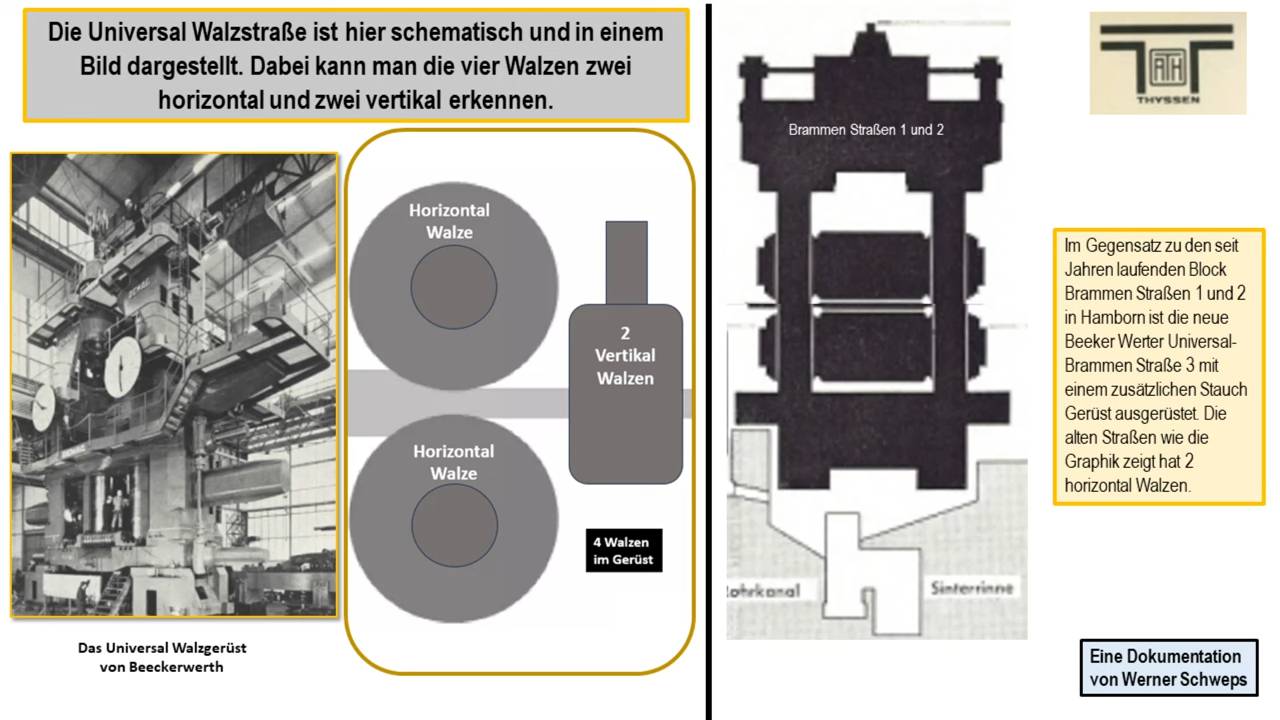 Die Universal Walzstraße ist hier schematisch und in einem
Bild dargestellt. Dabei kann man die vier Walzen zwei
horizontal und zwei vertikal erkennen.
DEMAG
Das Universal Walzgerüst
von Beeckerwerth
Horizontal
Walze
2
Vertikal
Walzen
Horizontal
Walze
4 Walzen
im Gerüst
Brammen Straßen 1 und 2
Rohrkanal
Sinterrinne
ATH
THYSSEN
Im Gegensatz zu den seit
Jahren laufenden Block
Brammen Straßen 1 und 2
in Hamborn ist die neue
Beeker Werter Universal-
Brammen Straße 3 mit
einem zusätzlichen Stauch
Gerüst ausgerüstet. Die
alten Straßen wie die
Graphik zeigt hat 2
horizontal Walzen.
Eine Dokumentation
von Werner Schweps